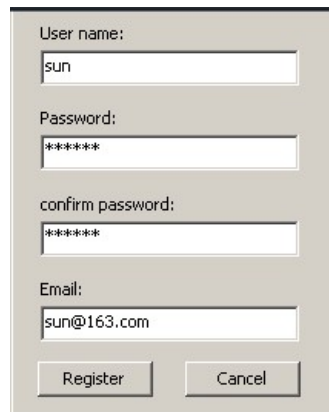 User name:
sun
Password:
******
confirm password:
******
Email:
sun@163.com
Register Cancel